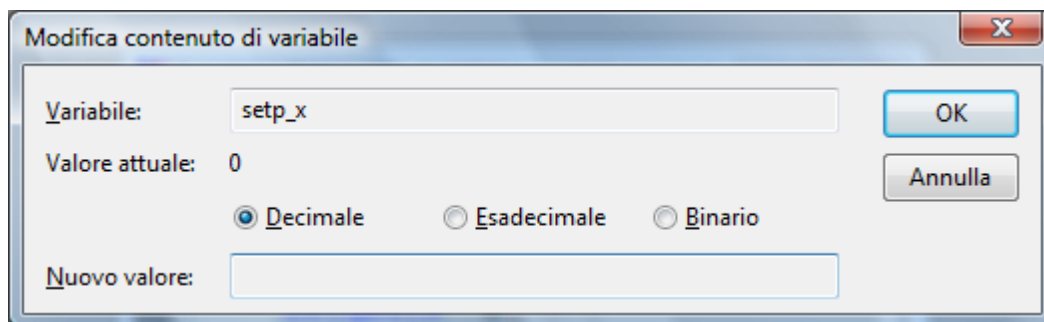 Modifica contenuto di variabile
Variabile: setp_x OK
Valore attuale: 0 Annulla
Decimale Esadecimale Binario
Nuovo valore: